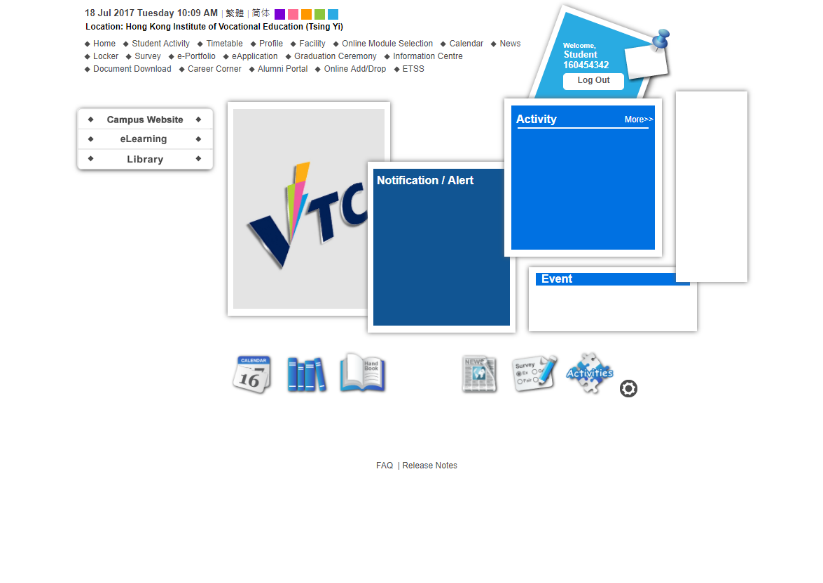 18 Jul 2017 Tuesday 10:09 AM | 繁體 | 简体
Location: Hong Kong Institute of Vocational Education (Tsing Yi)
◆ Home ◆ Student Activity ◆ Timetable ◆ Profile ◆ Facility ◆ Online Module Selection ◆ Calendar ◆ News
◆ Locker ◆ Survey ◆ e-Portfolio ◆ eApplication ◆ Graduation Ceremony ◆ Information Centre
◆ Document Download ◆ Career Corner ◆ Alumni Portal ◆ Online Add/Drop ◆ ETSS
Welcome,
Student
160454342
Log Out
Campus Website
eLearning
Library
VTC
Notification / Alert
Activity More>>
Event
CALENDAR
16
Hand
Book
NEWS
Survey
Activities
FAQ | Release Notes